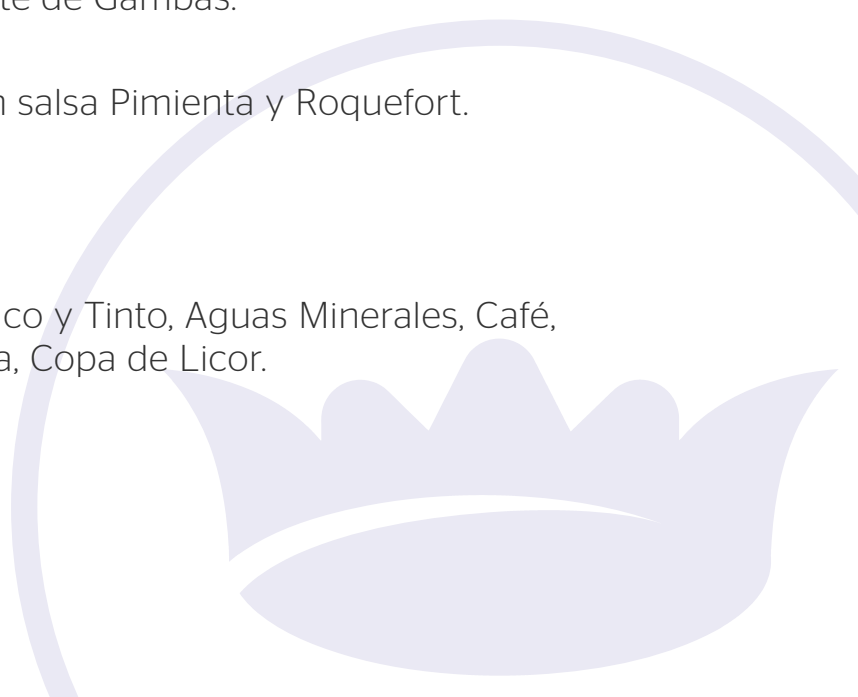 te de Gambas.
n salsa Pimienta y Roquefort.
co y Tinto, Aguas Minerales, Café,
a, Copa de Licor.